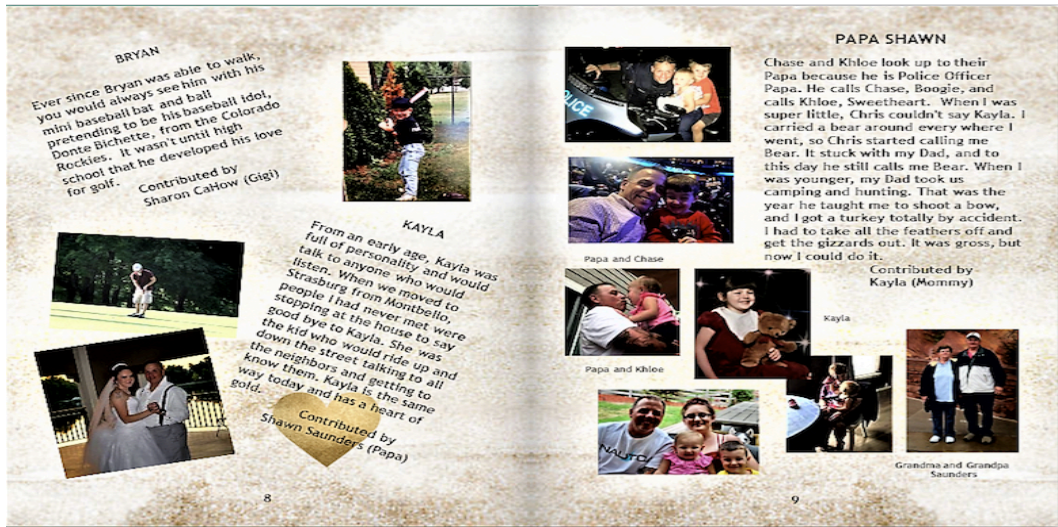 BRYAN
Ever since Bryan was able to walk,
you would always see him with his
mini baseball bat and ball
pretending to be his baseball idol,
Donte Bichette, from the Colorado
Rockies. It wasn't until high
school that he developed his love
for golf.
Contributed by
Sharon CaHow (Gigi)
KAYLA
From an early age, Kayla was
full of personality and would
talk to anyone who would
listen. When we moved to
Strasburg from Montbello,
people I had never met were
stopping at the house to say
good bye to Kayla. She was
the kid who would ride up and
down the street talking to all
the neighbors and getting to
know them. Kayla is the same
way today and has a heart of
gold.
Contributed by
Shawn Saunders (Papa)
8
POLICE
Papa and Chase
Papa and Khloe
NAUTICA
PAPA SHAWN
Chase and Khloe look up to their
Papa because he is Police Officer
Papa. He calls Chase, Boogie, and
calls Khloe, Sweetheart. When I was
super little, Chris couldn't say Kayla. I
carried a bear around every where I
went, so Chris started calling me
Bear. It stuck with my Dad, and to
this day he still calls me Bear. When I
was younger, my Dad took us
camping and hunting. That was the
year he taught me to shoot a bow,
and I got a turkey totally by accident.
I had to take all the feathers off and
get the gizzards out. It was gross, but
now I could do it.
Contributed by
Kayla (Mommy)
Kayla
Grandma and Grandpa
Saunders
9